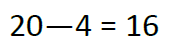 20—4 = 16